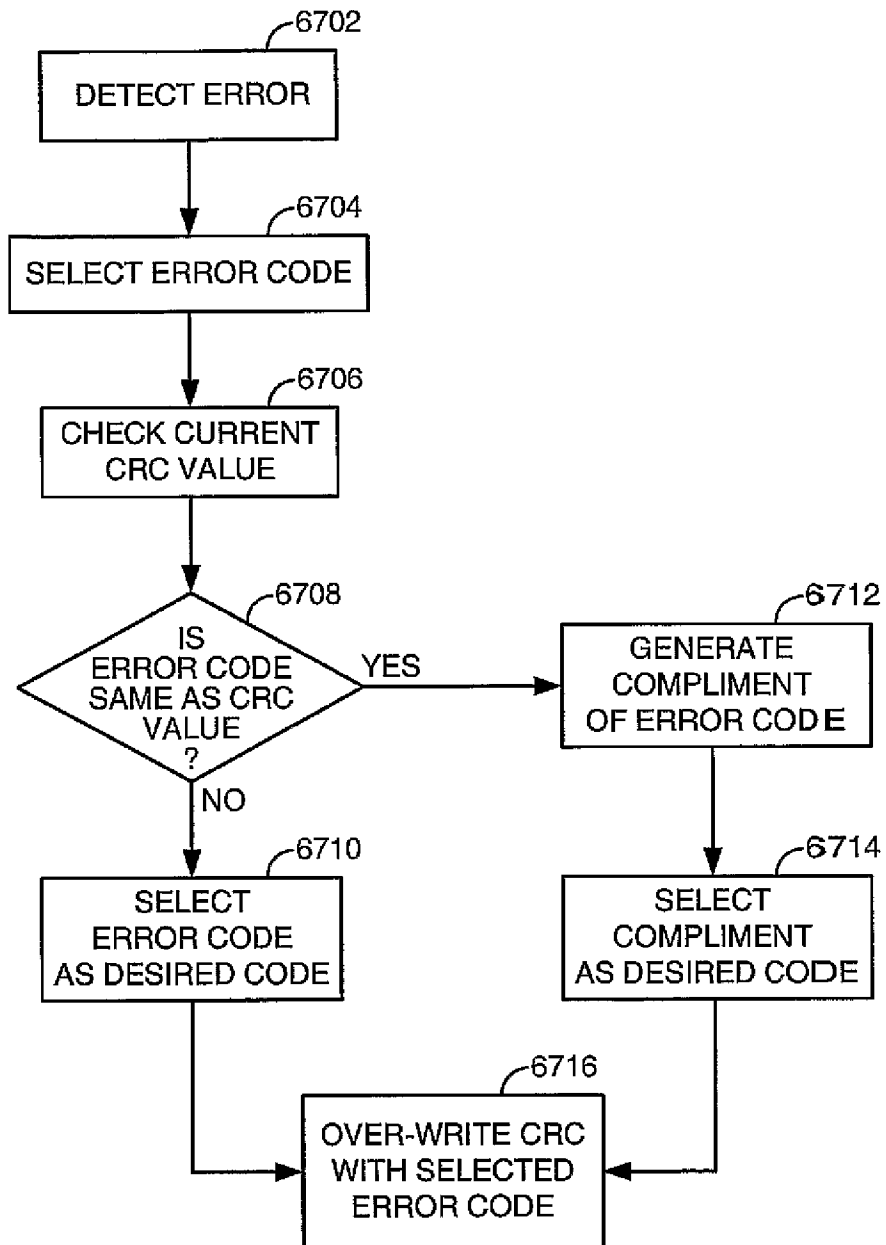 6702
DETECT ERROR
6704
SELECT ERROR CODE
6706
CHECK CURRENT
CRC VALUE
6708
IS
ERROR CODE
SAME AS CRC
VALUE
?
YES
NO
6712
GENERATE
COMPLIMENT
OF ERROR CODE
6710
SELECT
ERROR CODE
AS DESIRED CODE
6714
SELECT
COMPLIMENT
AS DESIRED CODE
6716
OVER-WRITE CRC
WITH SELECTED
ERROR CODE